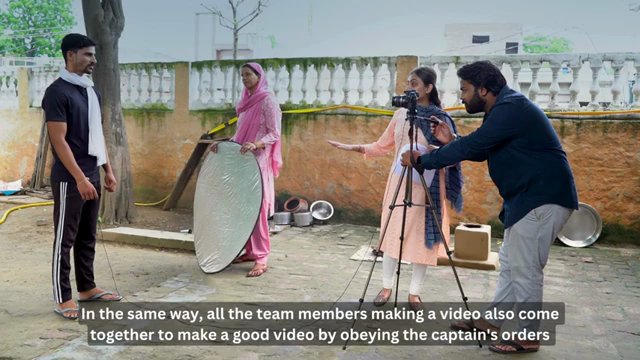 In the same way, all the team members making a video also come
together to make a good video by obeying the captain's orders